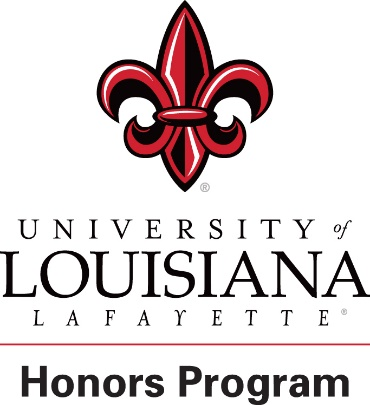 ®
UNIVERSITY of
LOUISIANA
LAFAYETTE®
Honors Program